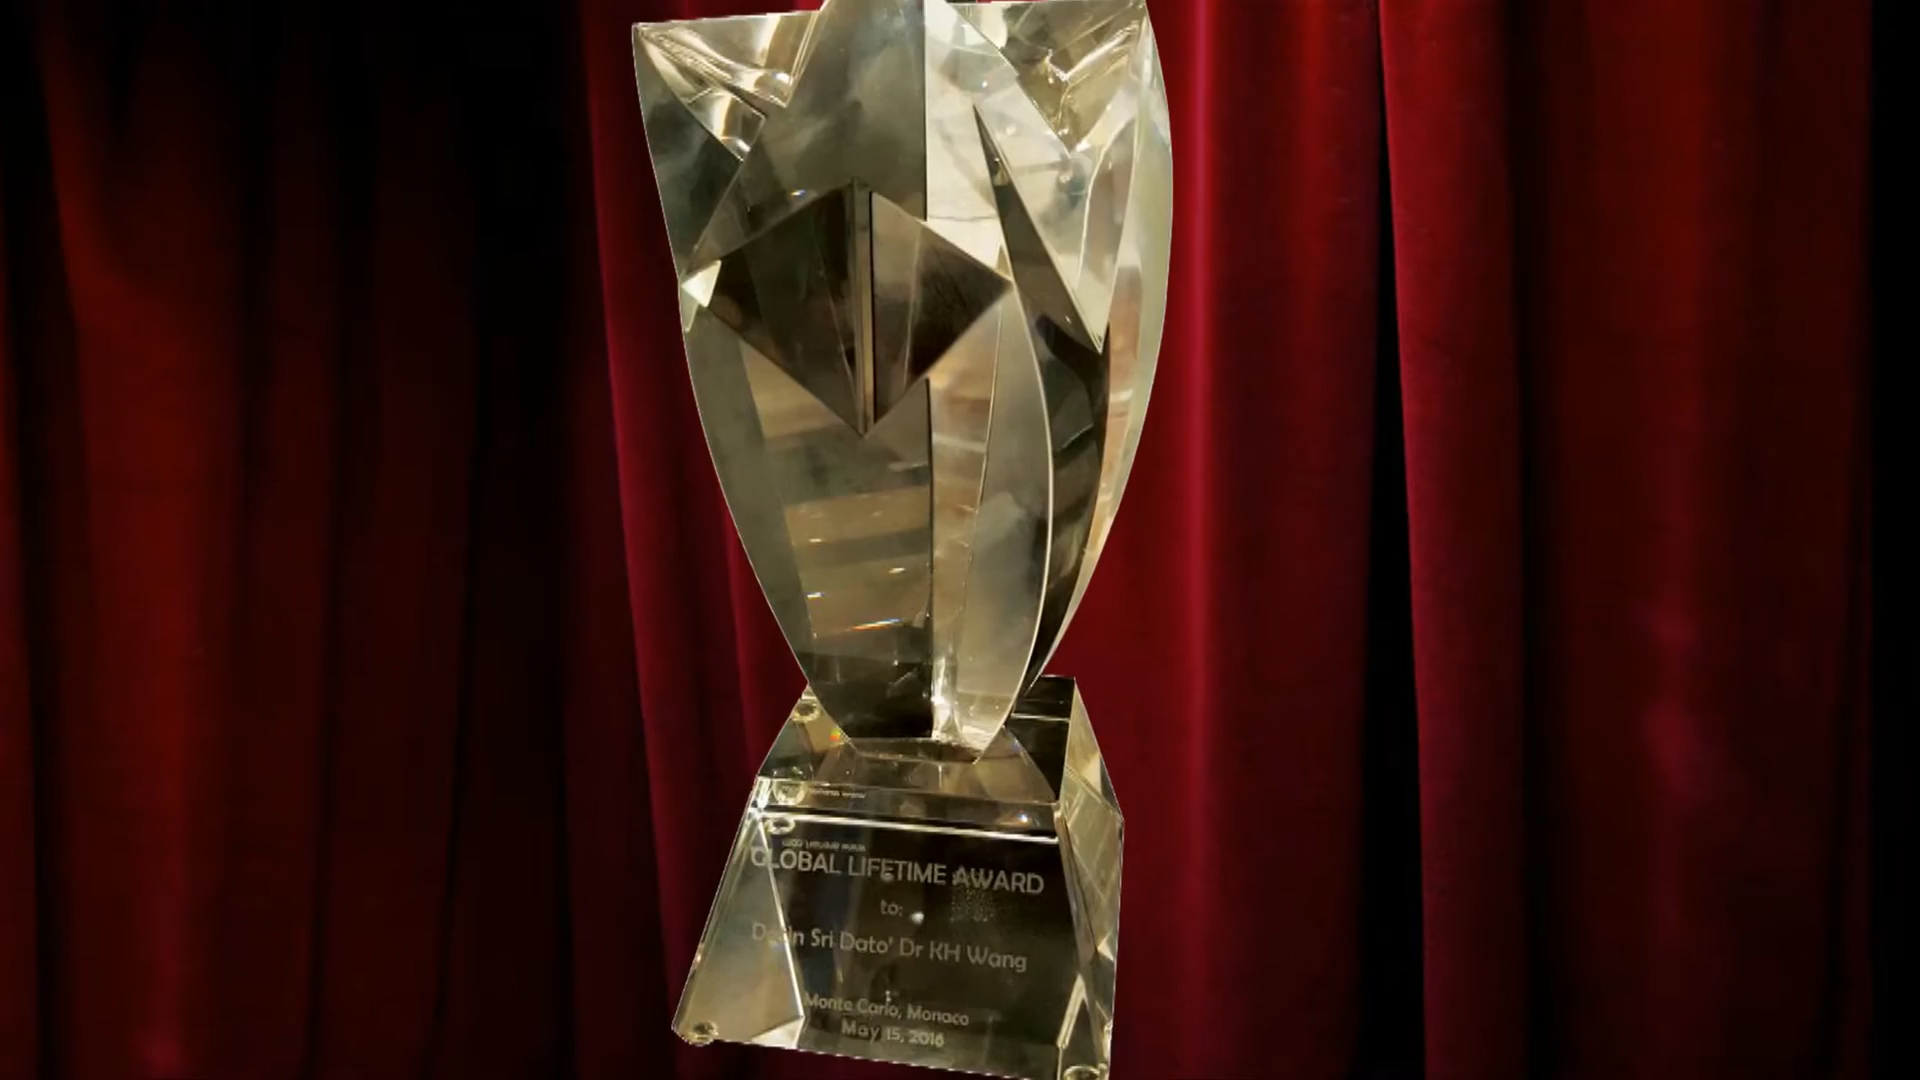 GLOBAL LIFETIME AWARD
to:
Sri Dato' Dr KH Wang
Monte Carlo, Monaco
May 15, 2016